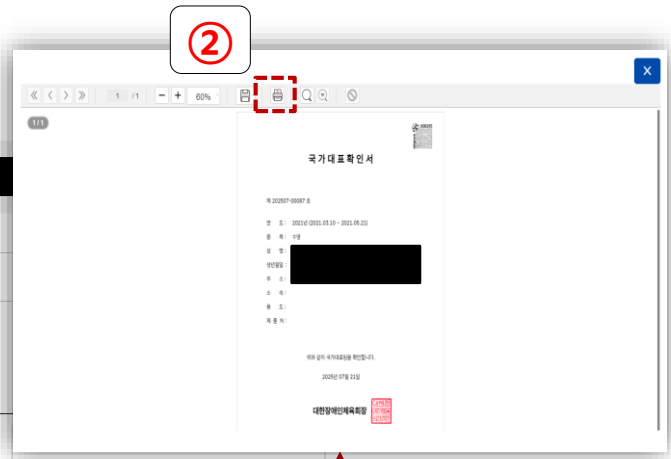 ②
X
1 /1
60%
1/1
국가대표확인서
제 202507-00087 호
연 도 : 2021년 (2021.03.10 ~ 2021.05.21)
종 목 : 수영
성 명 :
생년월일 :
주 소 :
소 속 :
용 도 :
제 출 처 :
위와 같이 국가대표임을 확인합니다.
2025년 07월 21일
대한장애인체육회장